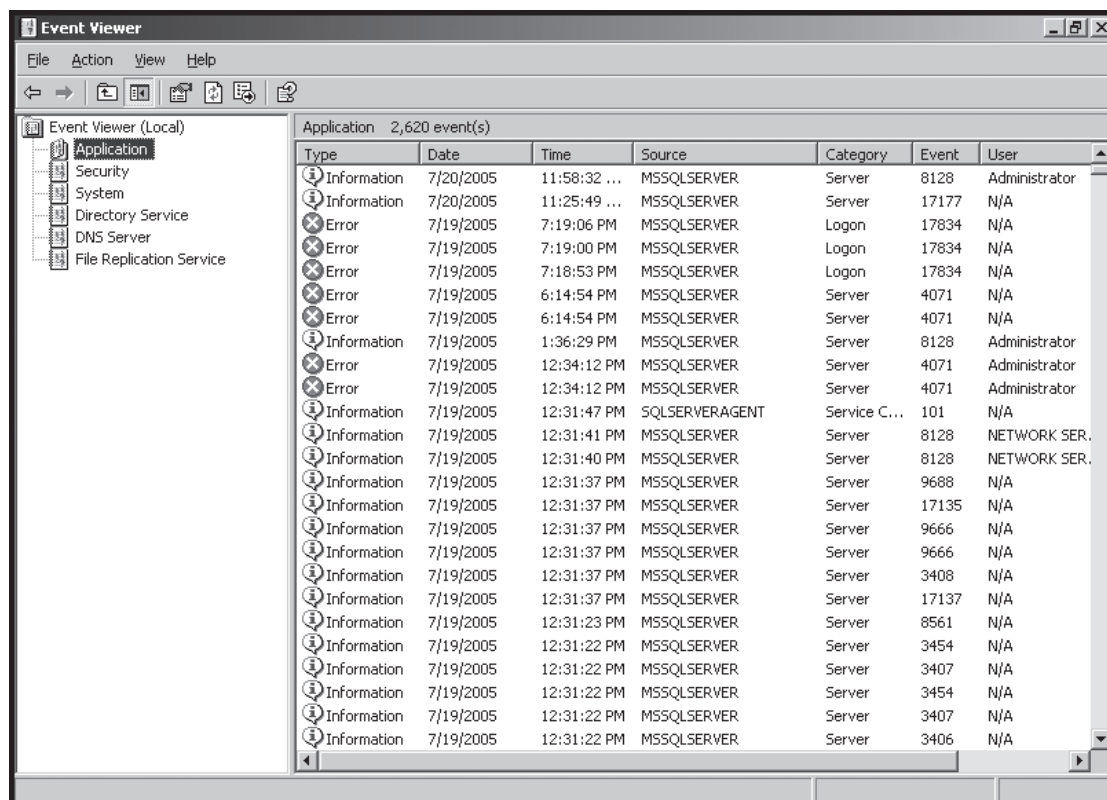 Event Viewer
File Action View Help
Event Viewer (Local)
Application
Security
System
Directory Service
DNS Server
File Replication Service
Application 2,620 event(s)
Type Date Time Source Category Event User
Information 7/20/2005 11:58:32 ... MSSQLSERVER Server 8128 Administrator
Information 7/20/2005 11:25:49 ... MSSQLSERVER Server 17177 N/A
Error 7/19/2005 7:19:06 PM MSSQLSERVER Logon 17834 N/A
Error 7/19/2005 7:19:00 PM MSSQLSERVER Logon 17834 N/A
Error 7/19/2005 7:18:53 PM MSSQLSERVER Logon 17834 N/A
Error 7/19/2005 6:14:54 PM MSSQLSERVER Server 4071 N/A
Error 7/19/2005 6:14:54 PM MSSQLSERVER Server 4071 N/A
Information 7/19/2005 1:36:29 PM MSSQLSERVER Server 8128 Administrator
Error 7/19/2005 12:34:12 PM MSSQLSERVER Server 4071 Administrator
Error 7/19/2005 12:34:12 PM MSSQLSERVER Server 4071 Administrator
Information 7/19/2005 12:31:47 PM SQLSERVERAGENT Service C... 101 N/A
Information 7/19/2005 12:31:41 PM MSSQLSERVER Server 8128 NETWORK SER.
Information 7/19/2005 12:31:40 PM MSSQLSERVER Server 8128 NETWORK SER.
Information 7/19/2005 12:31:37 PM MSSQLSERVER Server 9688 N/A
Information 7/19/2005 12:31:37 PM MSSQLSERVER Server 17135 N/A
Information 7/19/2005 12:31:37 PM MSSQLSERVER Server 9666 N/A
Information 7/19/2005 12:31:37 PM MSSQLSERVER Server 9666 N/A
Information 7/19/2005 12:31:37 PM MSSQLSERVER Server 3408 N/A
Information 7/19/2005 12:31:37 PM MSSQLSERVER Server 17137 N/A
Information 7/19/2005 12:31:23 PM MSSQLSERVER Server 8561 N/A
Information 7/19/2005 12:31:22 PM MSSQLSERVER Server 3454 N/A
Information 7/19/2005 12:31:22 PM MSSQLSERVER Server 3407 N/A
Information 7/19/2005 12:31:22 PM MSSQLSERVER Server 3454 N/A
Information 7/19/2005 12:31:22 PM MSSQLSERVER Server 3407 N/A
Information 7/19/2005 12:31:22 PM MSSQLSERVER Server 3406 N/A